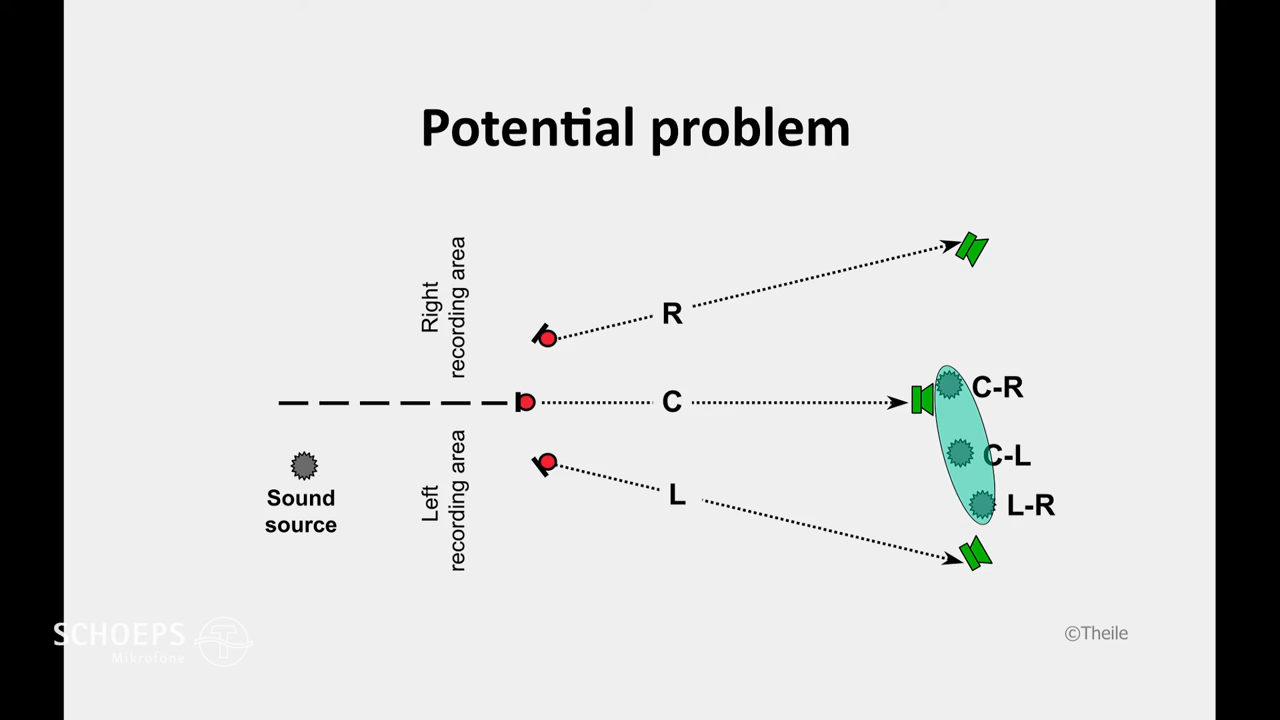 Potential problem
Right
recording area
R
C
L
Left
recording area
Sound
source
C-R
C-L
L-R
SCHOEPS
Mikrofone
©Theile